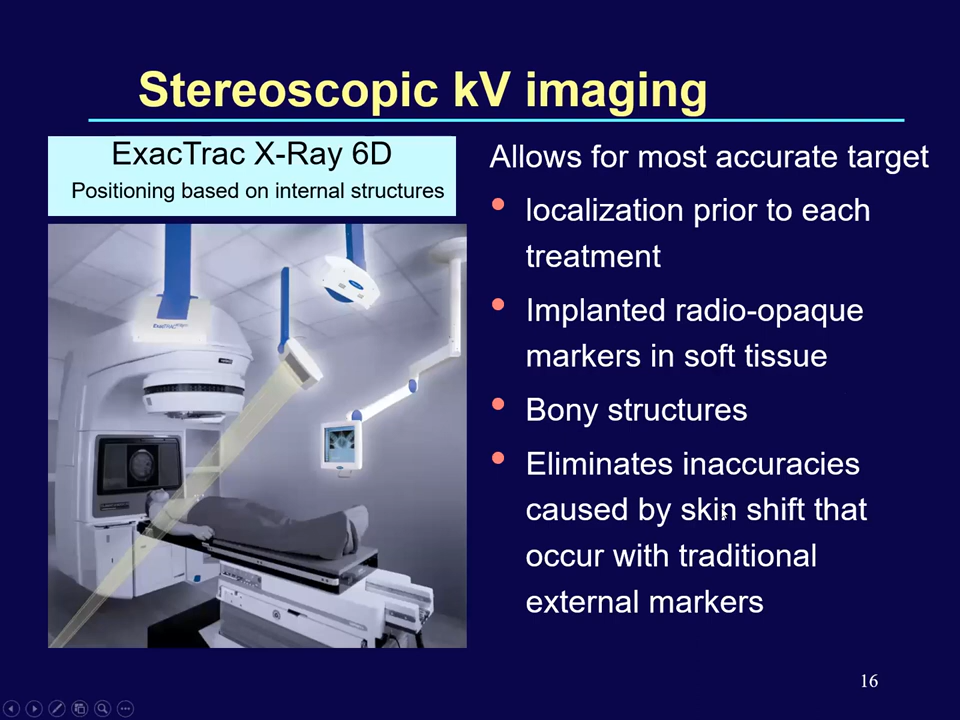 Stereoscopic kV imaging
ExacTrac X-Ray 6D
Positioning based on internal structures
Allows for most accurate target
localization prior to each
treatment
Implanted radio-opaque
markers in soft tissue
Bony structures
Eliminates inaccuracies
caused by skin shift that
occur with traditional
external markers
ExacTrac
16